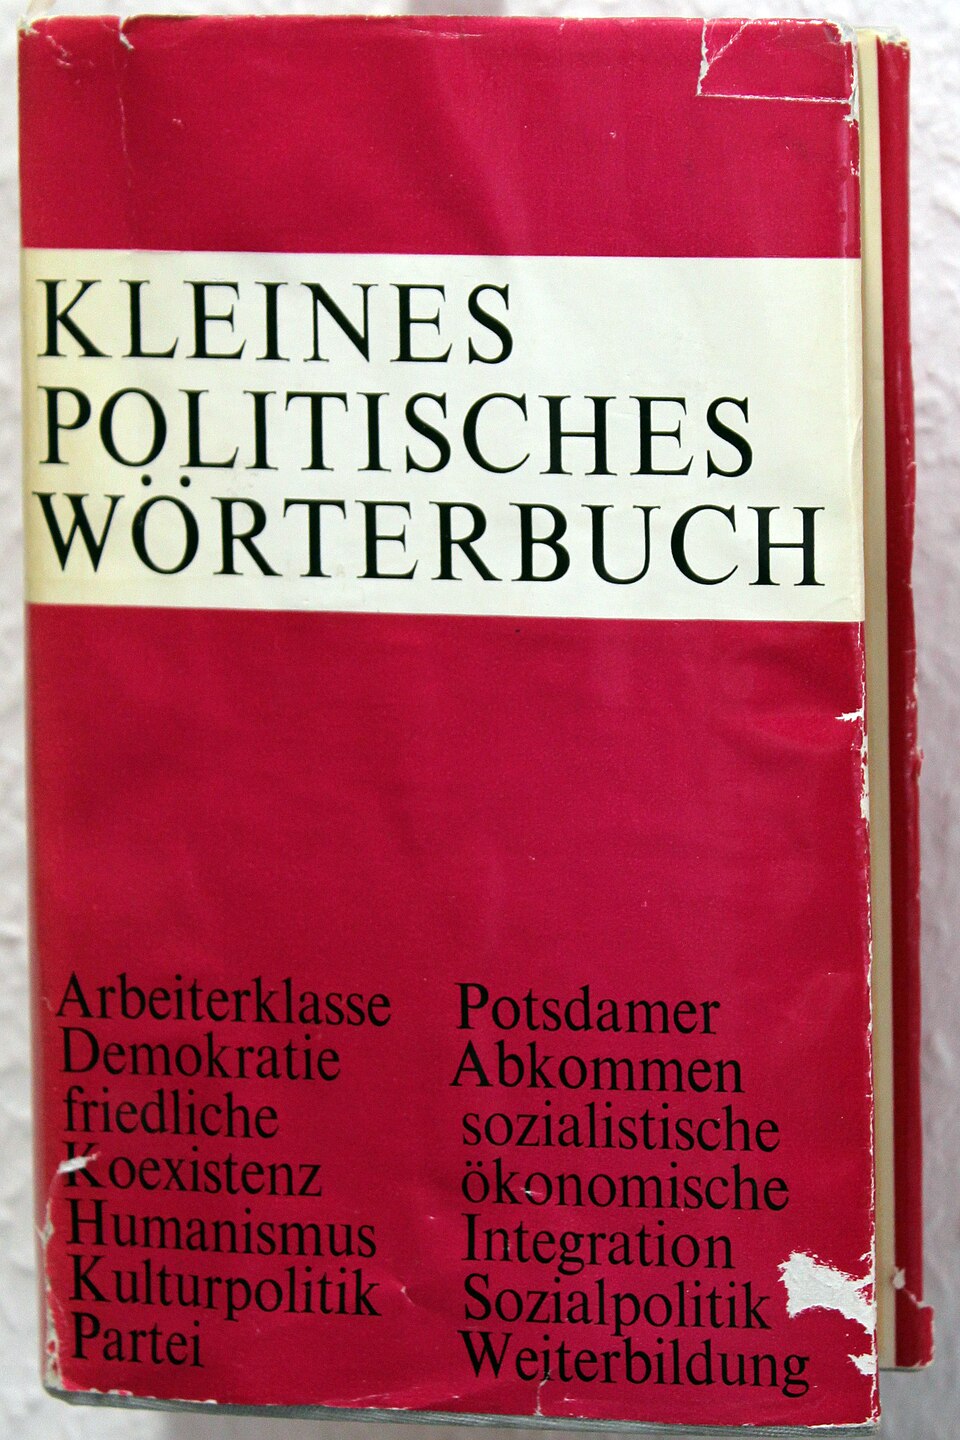 KLEINES
POLITISCHES
WÖRTERBUCH
Arbeiterklasse
Demokratie
friedliche
Koexistenz
Humanismus
Kulturpolitik
Partei
Potsdamer
Abkommen
sozialistische
ökonomische
Integration
Sozialpolitik
Weiterbildung